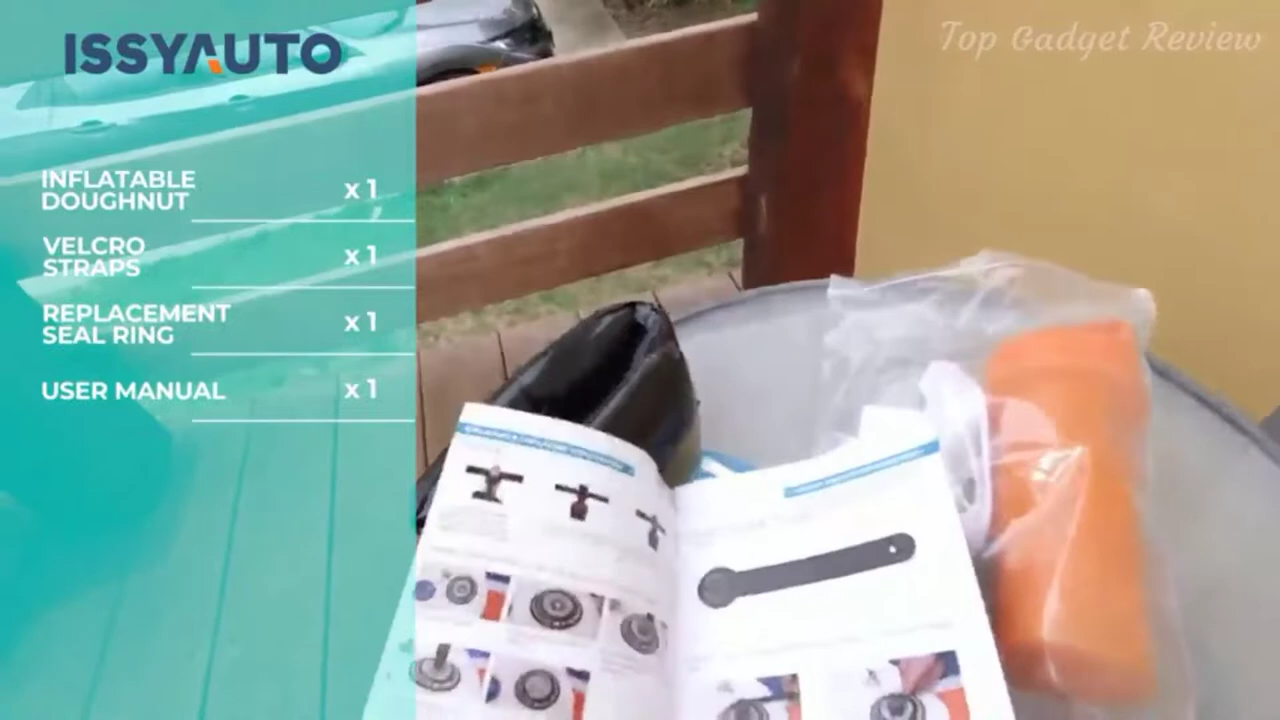 ISSYAUTO
Top Gadget Review
INFLATABLE
DOUGHNUT
x 1
VELCRO
STRAPS
x 1
REPLACEMENT
SEAL RING
x 1
USER MANUAL
x 1